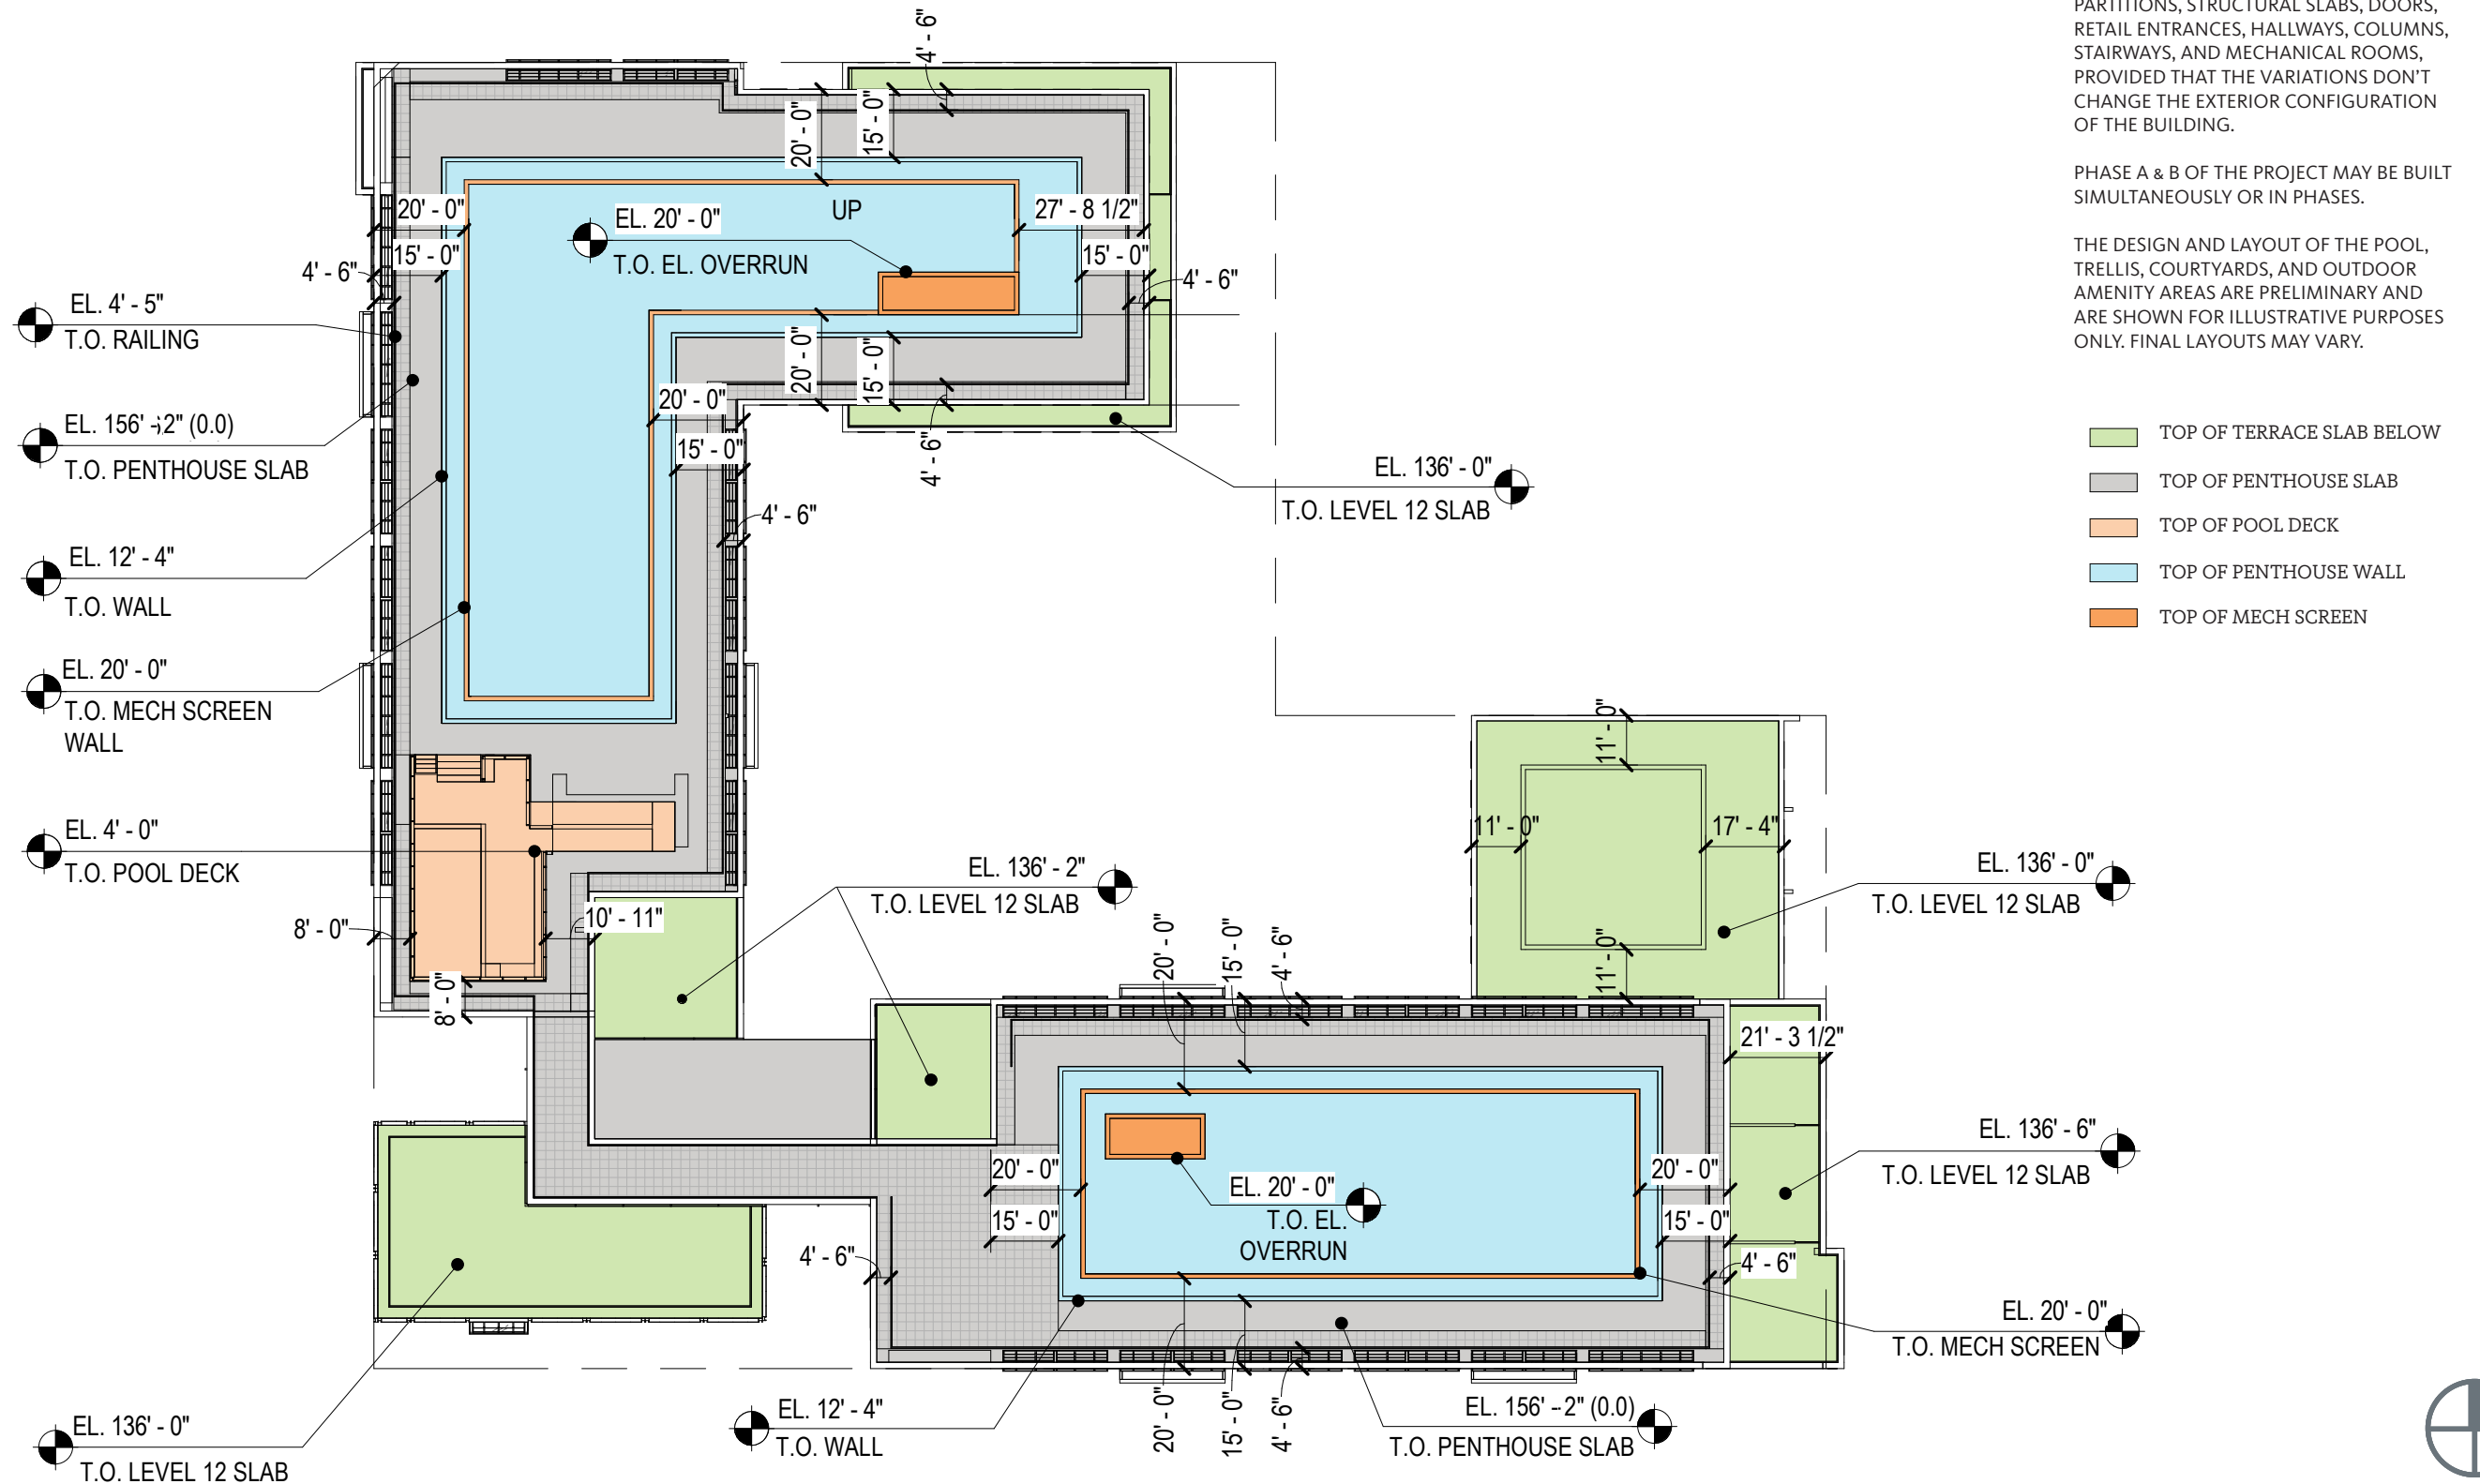 PARTITIONS, STRUCTURAL SLABS, DOORS,
RETAIL ENTRANCES, HALLWAYS, COLUMNS,
STAIRWAYS, AND MECHANICAL ROOMS,
PROVIDED THAT THE VARIATIONS DON'T
CHANGE THE EXTERIOR CONFIGURATION
OF THE BUILDING.
PHASE A & B OF THE PROJECT MAY BE BUILT
SIMULTANEOUSLY OR IN PHASES.
THE DESIGN AND LAYOUT OF THE POOL,
TRELLIS, COURTYARDS, AND OUTDOOR
AMENITY AREAS ARE PRELIMINARY AND
ARE SHOWN FOR ILLUSTRATIVE PURPOSES
ONLY. FINAL LAYOUTS MAY VARY.
TOP OF TERRACE SLAB BELOW
TOP OF PENTHOUSE SLAB
TOP OF POOL DECK
TOP OF PENTHOUSE WALL
TOP OF MECH SCREEN
4' - 6"
20' - 0"
15' - 0"
UP
20' - 0"
EL. 20' - 0"
T.O. EL. OVERRUN
27' - 8 1/2"
15' - 0"
4' - 6"
15' - 0"
4' - 6"
EL. 4' - 5"
T.O. RAILING
20' - 0"
15' - 0"
20' - 0"
15' - 0"
4' - 6"
4' - 6"
EL. 156' - 2" (0.0)
T.O. PENTHOUSE SLAB
EL. 136' - 0"
T.O. LEVEL 12 SLAB
EL. 12' - 4"
T.O. WALL
EL. 20' - 0"
T.O. MECH SCREEN
WALL
EL. 4' - 0"
T.O. POOL DECK
8' - 0"
10' - 11"
8' - 0"
EL. 136' - 2"
T.O. LEVEL 12 SLAB
11' - 0"
11' - 0"
17' - 4"
11' - 0"
EL. 136' - 0"
T.O. LEVEL 12 SLAB
20' - 0"
15' - 0"
4' - 6"
21' - 3 1/2"
EL. 136' - 6"
T.O. LEVEL 12 SLAB
20' - 0"
15' - 0"
EL. 20' - 0"
T.O. EL.
OVERRUN
20' - 0"
15' - 0"
4' - 6"
4' - 6"
EL. 20' - 0"
T.O. MECH SCREEN
20' - 0"
15' - 0"
4' - 6"
EL. 156' - 2" (0.0)
T.O. PENTHOUSE SLAB
EL. 12' - 4"
T.O. WALL
EL. 136' - 0"
T.O. LEVEL 12 SLAB